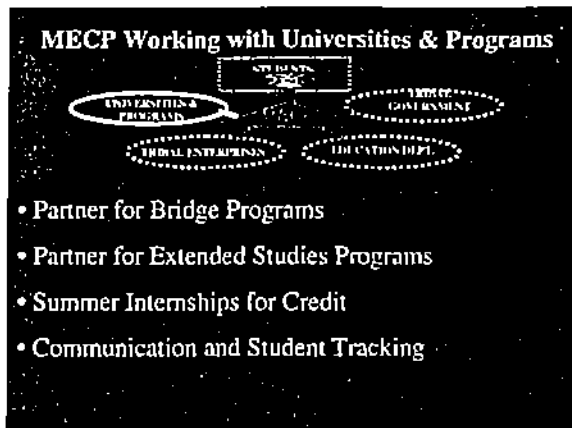 MECP Working with Universities & Programs
STUDENTS
UNIVERSITIES & PROGRAMS
TRIBAL GOVERNMENT
TRIBAL ENTERPRISES
EDUCATION DEPT.
• Partner for Bridge Programs
• Partner for Extended Studies Programs
• Summer Internships for Credit
• Communication and Student Tracking